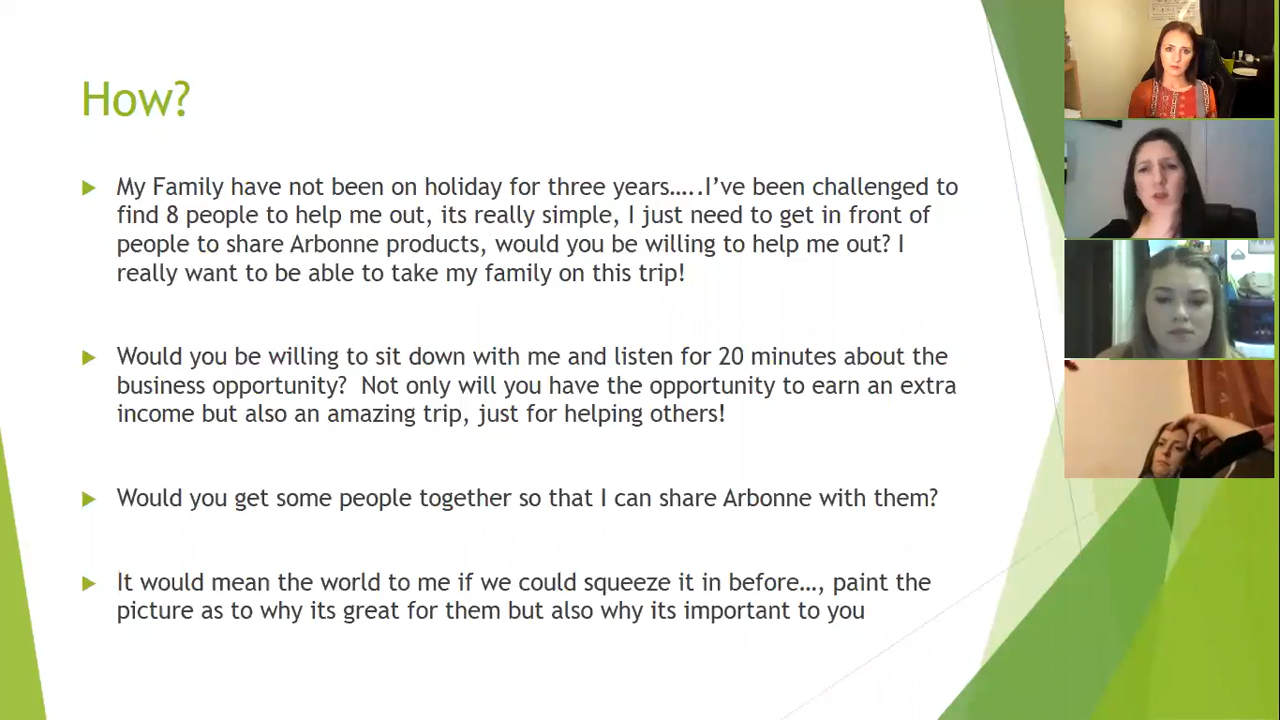 How?
My Family have not been on holiday for three years…..I’ve been challenged to
find 8 people to help me out, its really simple, I just need to get in front of
people to share Arbonne products, would you be willing to help me out? I
really want to be able to take my family on this trip!
Would you be willing to sit down with me and listen for 20 minutes about the
business opportunity?  Not only will you have the opportunity to earn an extra
income but also an amazing trip, just for helping others!
Would you get some people together so that I can share Arbonne with them?
It would mean the world to me if we could squeeze it in before…, paint the
picture as to why its great for them but also why its important to you